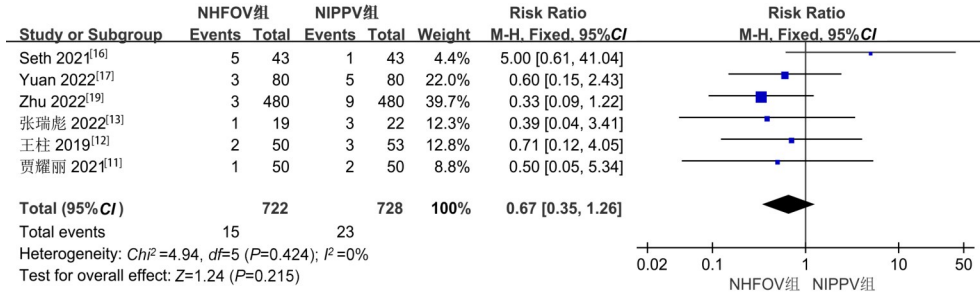 NHFOV组 NIPPV组 Risk Ratio Risk Ratio
Study or Subgroup Events Total Events Total Weight M-H, Fixed, 95%CI M-H, Fixed, 95%CI
Seth 2021[16] 5 43 1 43 4.4% 5.00 [0.61, 41.04]
Yuan 2022[17] 3 80 5 80 22.0% 0.60 [0.15, 2.43]
Zhu 2022[19] 3 480 9 480 39.7% 0.33 [0.09, 1.22]
张瑞彪 2022[13] 1 19 3 22 12.3% 0.39 [0.04, 3.41]
王柱 2019[12] 2 50 3 53 12.8% 0.71 [0.12, 4.05]
贾耀丽 2021[11] 1 50 2 50 8.8% 0.50 [0.05, 5.34]
Total (95%CI) 722 728 100% 0.67 [0.35, 1.26]
Total events 15 23
Heterogeneity: Chi²=4.94, df=5 (P=0.424); I²=0%
Test for overall effect: Z=1.24 (P=0.215)
0.02 0.1 1 10 50
NHFOV组 NIPPV组